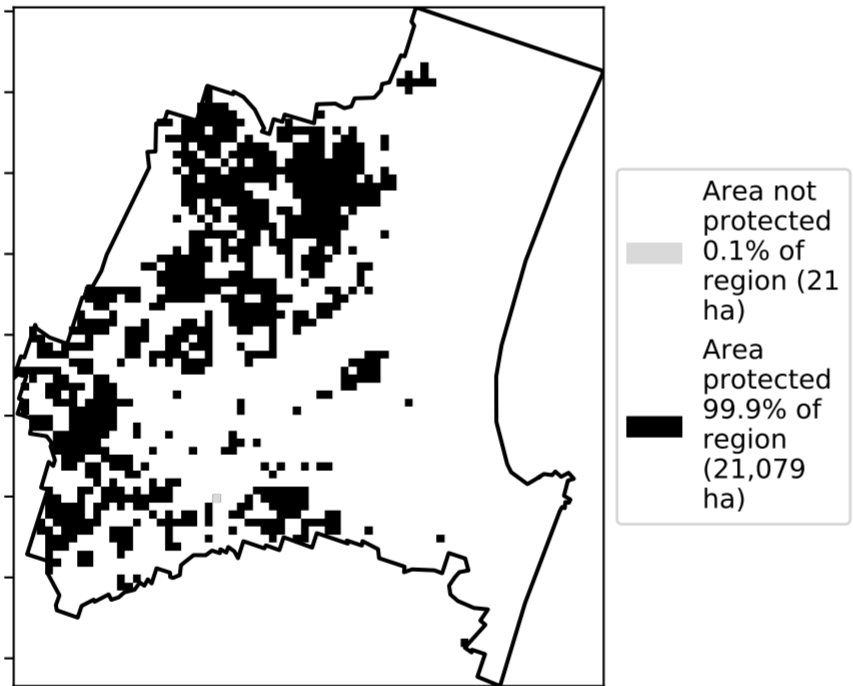 Area not
protected
0.1% of
region (21
ha)
Area
protected
99.9% of
region
(21,079
ha)